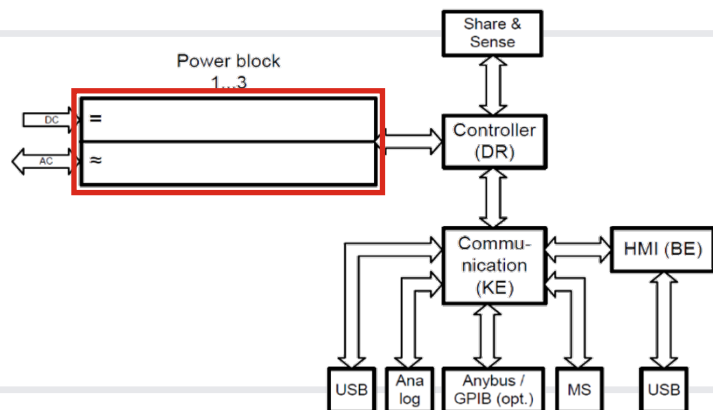 Share &
Sense
Power block
1...3
DC
=
Controller
(DR)
AC
≈
Commu-
nication
(KE)
HMI (BE)
USB
Ana
log
Anybus /
GPIB (opt.)
MS
USB